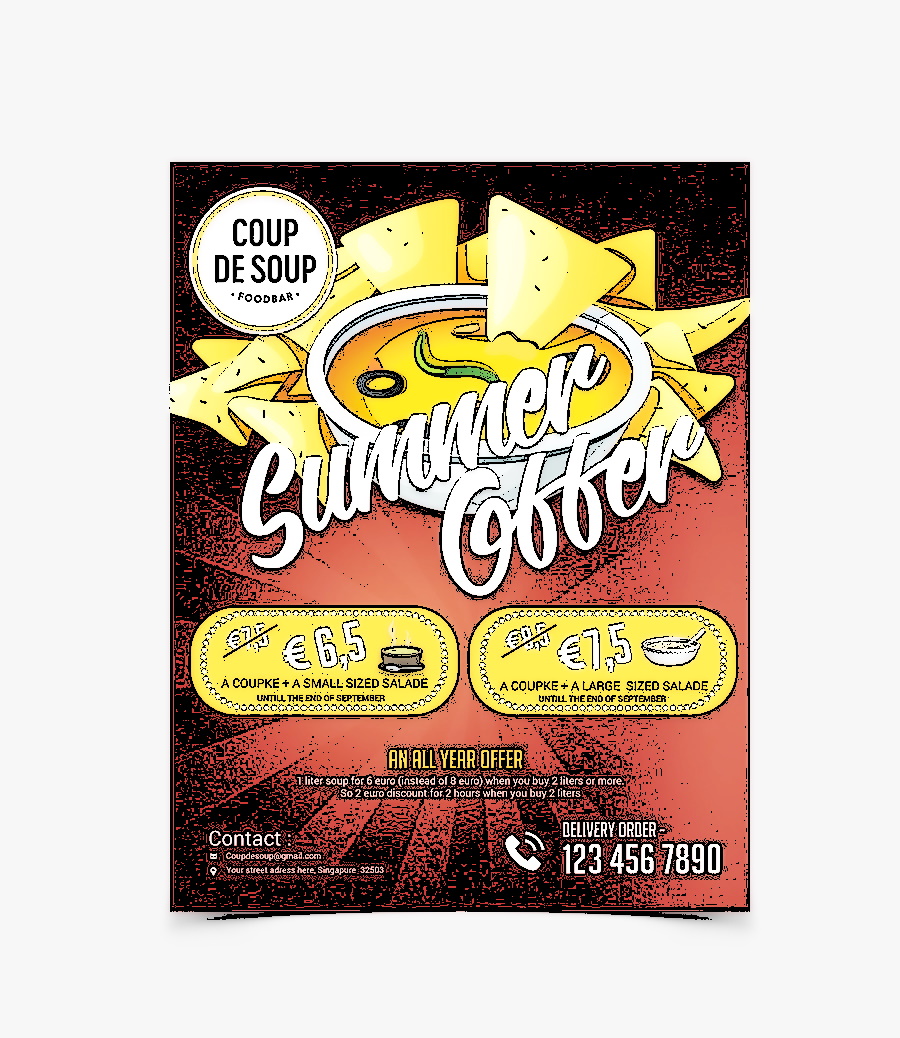 COUP
DE SOUP
• FOODBAR •
Summer
Offer
€7,5 €6,5
A COUPKE + A SMALL SIZED SALADE
UNTILL THE END OF SEPTEMBER
€8,5 €7,5
A COUPKE + A LARGE SIZED SALADE
UNTILL THE END OF SEPTEMBER
AN ALL YEAR OFFER
1 liter soup for 6 euro (instead of 8 euro) when you buy 2 liters or more.
So 2 euro discount for 2 hours when you buy 2 liters
Contact :
Coupdesoup@gmail.com
Your street adress here, Singapure 32503
DELIVERY ORDER -
123 456 7890